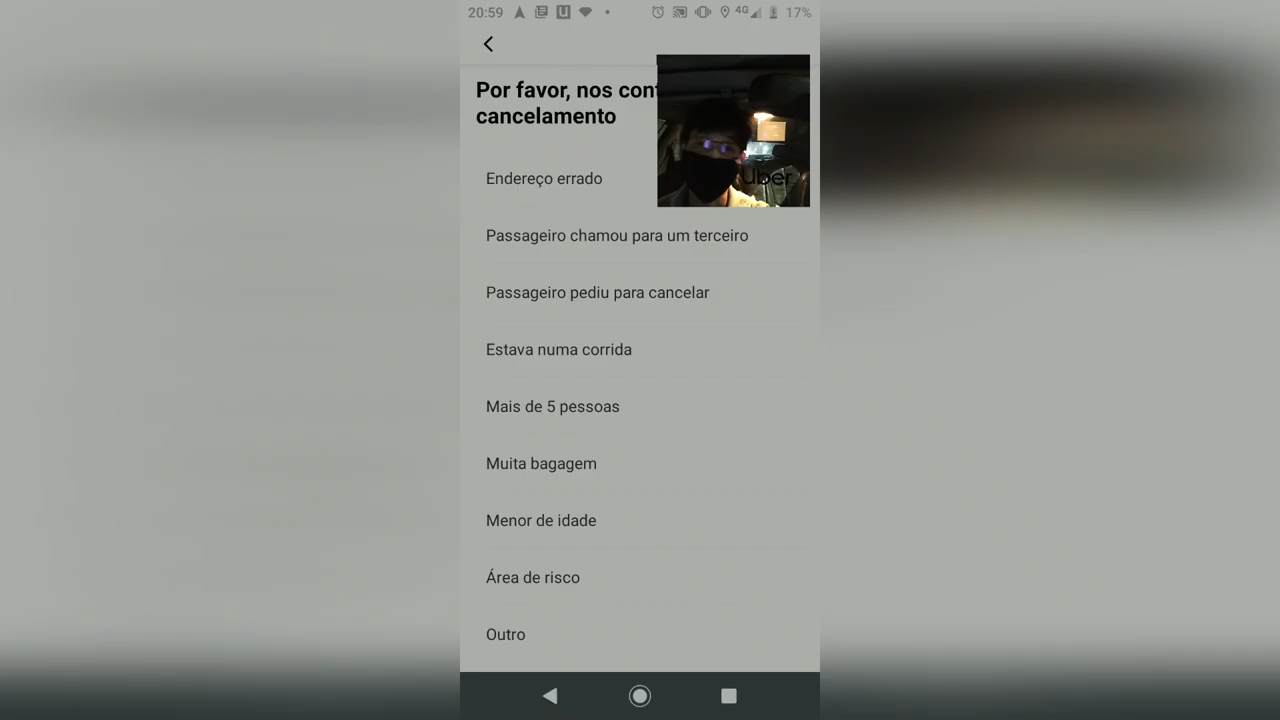 20:59
4G
17%
Por favor, nos
cancelamento
Uber
Endereço errado
Passageiro chamou para um terceiro
Passageiro pediu para cancelar
Estava numa corrida
Mais de 5 pessoas
Muita bagagem
Menor de idade
Área de risco
Outro